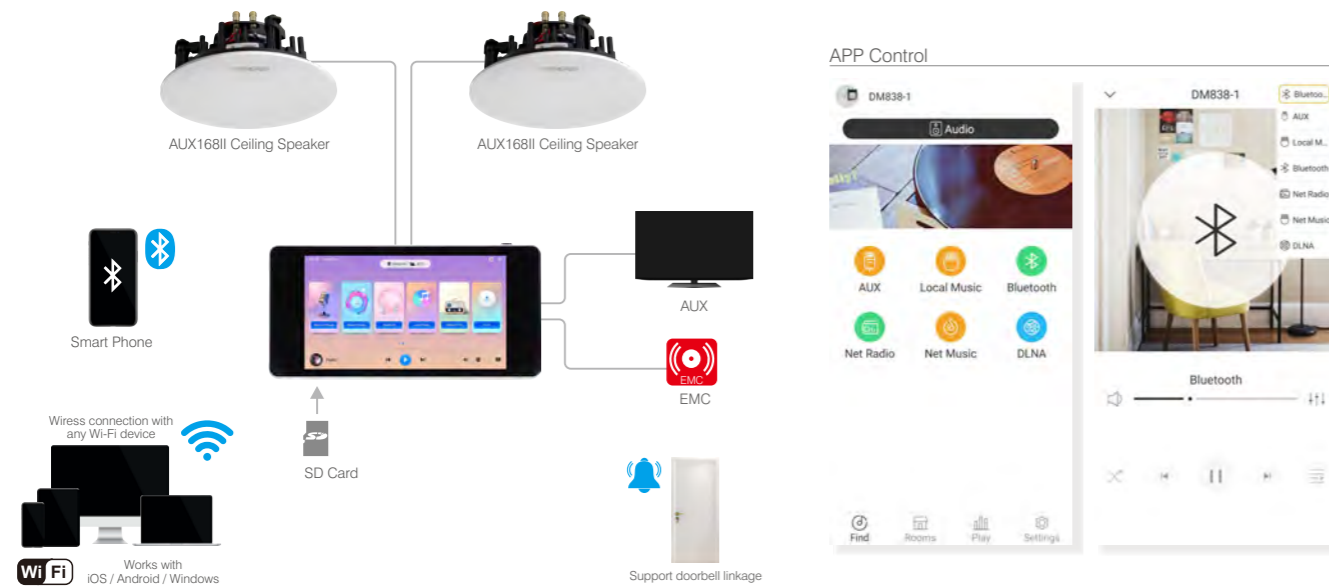 AUX168II Ceiling Speaker
AUX168II Ceiling Speaker
Smart Phone
AUX
EMC
EMC
SD Card
Wiress connection with
any Wi-Fi device
Wi Fi
Works with
iOS / Android / Windows
Support doorbell linkage
APP Control
DM838-1
Audio
AUX
Local Music
Bluetooth
Net Radio
Net Music
DLNA
Find
Rooms
Play
Settings
DM838-1
Bluetoo...
AUX
Local M...
Bluetooth
Net Radio
Net Music
DLNA
Bluetooth